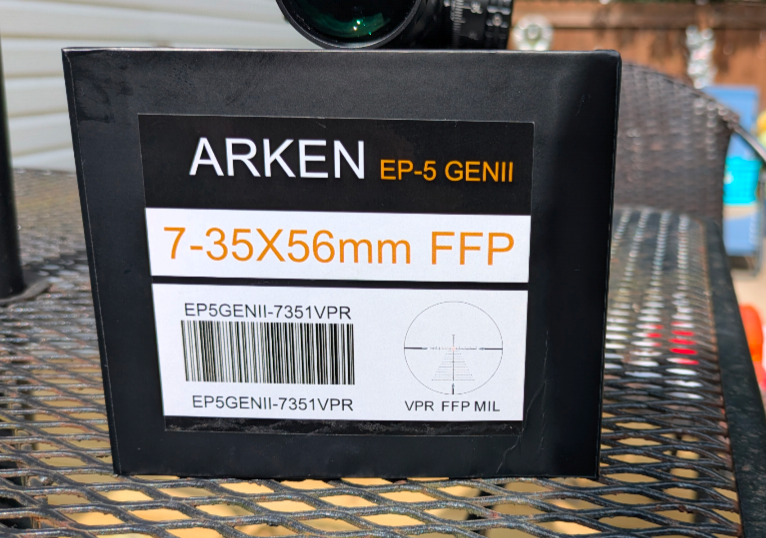 ARKEN EP-5 GENII
7-35X56mm FFP
EP5GENII-7351VPR
EP5GENII-7351VPR
VPR FFP MIL